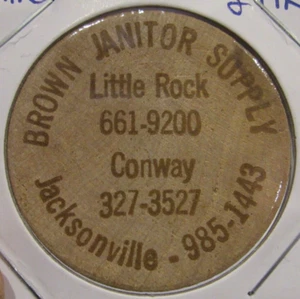 BROWN JANITOR SUPPLY
Little Rock
661-9200
Conway
327-3527
Jacksonville - 985-1443